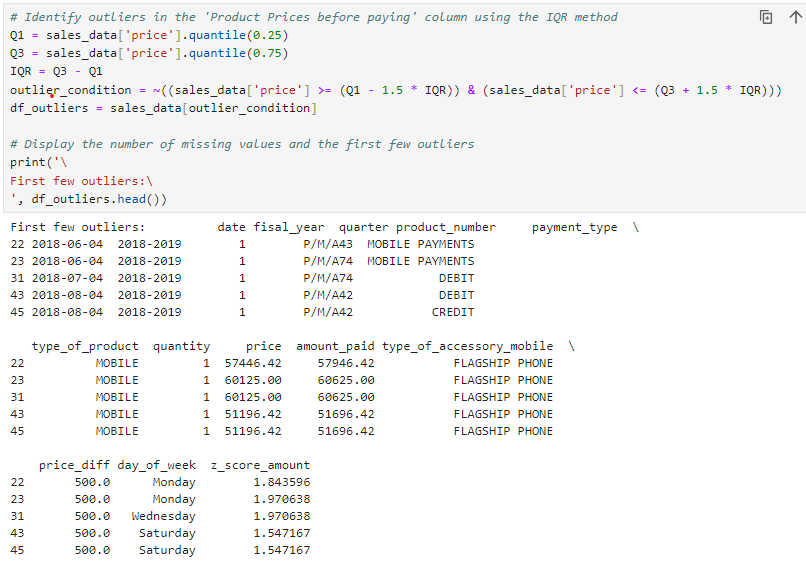 # Identify outliers in the 'Product Prices before paying' column using the IQR method
Q1 = sales_data['price'].quantile(0.25)
Q3 = sales_data['price'].quantile(0.75)
IQR = Q3 - Q1
outlier_condition = ~((sales_data['price'] >= (Q1 - 1.5 * IQR)) & (sales_data['price'] <= (Q3 + 1.5 * IQR)))
df_outliers = sales_data[outlier_condition]
# Display the number of missing values and the first few outliers
print('\
First few outliers:\
', df_outliers.head())
First few outliers:          date fisal_year  quarter product_number     payment_type  \
22 2018-06-04  2018-2019        1        P/M/A43  MOBILE PAYMENTS
23 2018-06-04  2018-2019        1        P/M/A74  MOBILE PAYMENTS
31 2018-07-04  2018-2019        1        P/M/A74            DEBIT
43 2018-08-04  2018-2019        1        P/M/A42            DEBIT
45 2018-08-04  2018-2019        1        P/M/A42           CREDIT
   type_of_product  quantity     price  amount_paid type_of_accessory_mobile  \
22          MOBILE         1  57446.42     57946.42           FLAGSHIP PHONE
23          MOBILE         1  60125.00     60625.00           FLAGSHIP PHONE
31          MOBILE         1  60125.00     60625.00           FLAGSHIP PHONE
43          MOBILE         1  51196.42     51696.42           FLAGSHIP PHONE
45          MOBILE         1  51196.42     51696.42           FLAGSHIP PHONE
    price_diff day_of_week  z_score_amount
22       500.0      Monday        1.843596
23       500.0      Monday        1.970638
31       500.0   Wednesday        1.970638
43       500.0    Saturday        1.547167
45       500.0    Saturday        1.547167